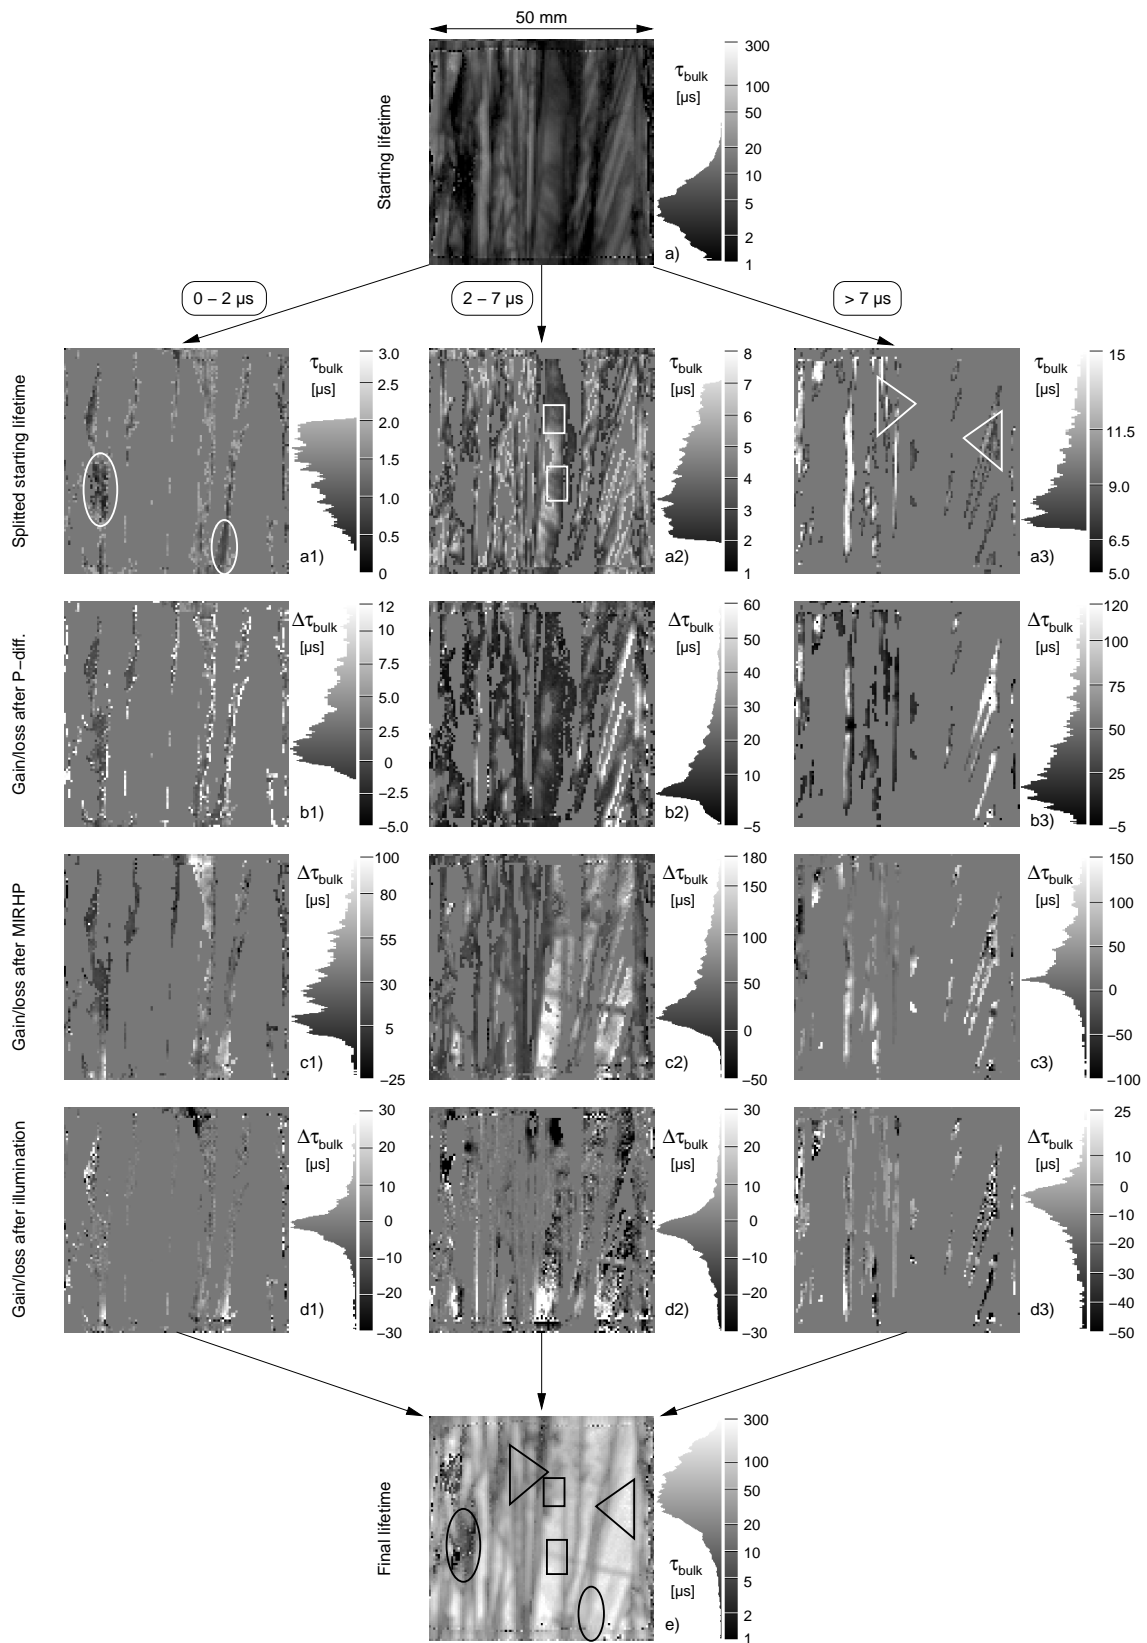 50 mm
Starting lifetime
τbulk
[µs]
300
100
50
20
10
5
2
1
a)
0 – 2 µs
2 – 7 µs
> 7 µs
Splitted starting lifetime
τbulk
[µs]
3.0
2.5
2.0
1.5
1.0
0.5
0
a1)
τbulk
[µs]
8
7
6
5
4
3
2
1
a2)
τbulk
[µs]
15
11.5
9.0
6.5
5.0
a3)
Gain/loss after P–diff.
Δτbulk
[µs]
12
10
7.5
5.0
2.5
0
–2.5
–5.0
b1)
Δτbulk
[µs]
60
50
40
30
20
10
–5
b2)
Δτbulk
[µs]
120
100
75
50
25
–5
b3)
Gain/loss after MIRHP
Δτbulk
[µs]
100
80
55
30
5
–25
c1)
Δτbulk
[µs]
180
150
100
50
0
–50
c2)
Δτbulk
[µs]
150
100
50
0
–50
–100
c3)
Gain/loss after illumination
Δτbulk
[µs]
30
20
10
0
–10
–20
–30
d1)
Δτbulk
[µs]
30
20
10
0
–10
–20
–30
d2)
Δτbulk
[µs]
25
10
0
–10
–20
–30
–40
–50
d3)
Final lifetime
300
100
50
20
10
5
2
1
τbulk
[µs]
e)